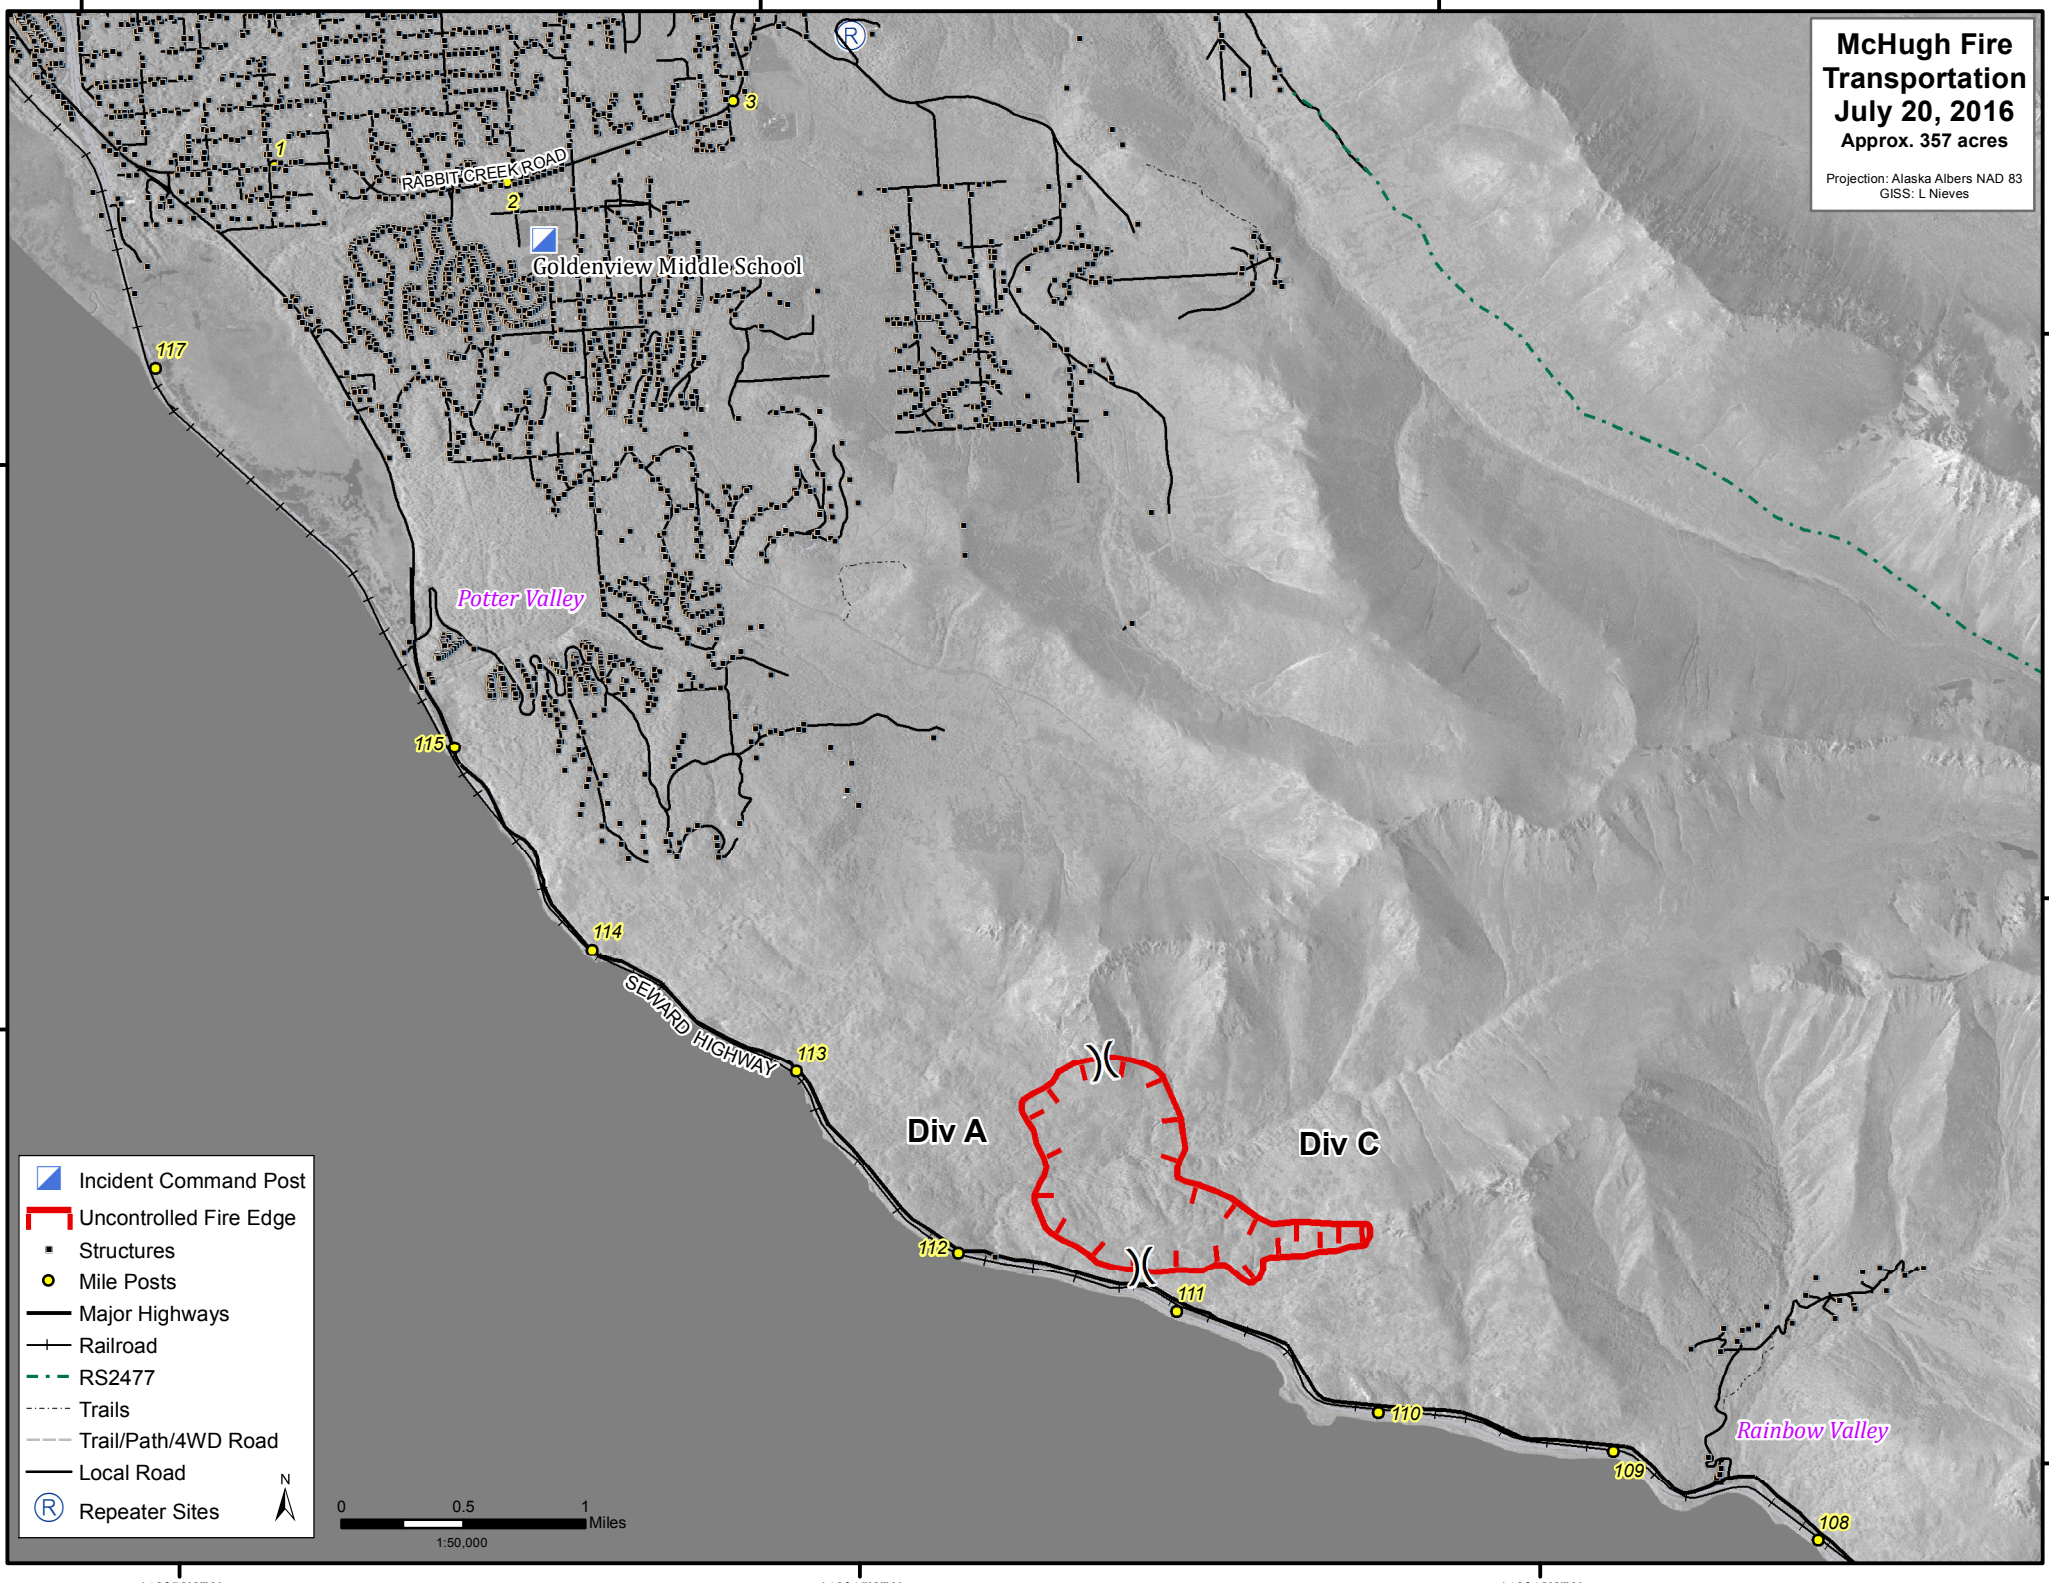 McHugh Fire
Transportation
July 20, 2016
Approx. 357 acres
Projection: Alaska Albers NAD 83
GISS: L Nieves
R
3
1
RABBIT CREEK ROAD
2
Goldenview Middle School
117
Potter Valley
115
114
SEWARD HIGHWAY
113
Div A
Div C
112
111
110
Rainbow Valley
109
108
Incident Command Post
Uncontrolled Fire Edge
Structures
Mile Posts
Major Highways
Railroad
RS2477
Trails
Trail/Path/4WD Road
Local Road
N
R Repeater Sites
0 0.5 1
Miles
1:50,000